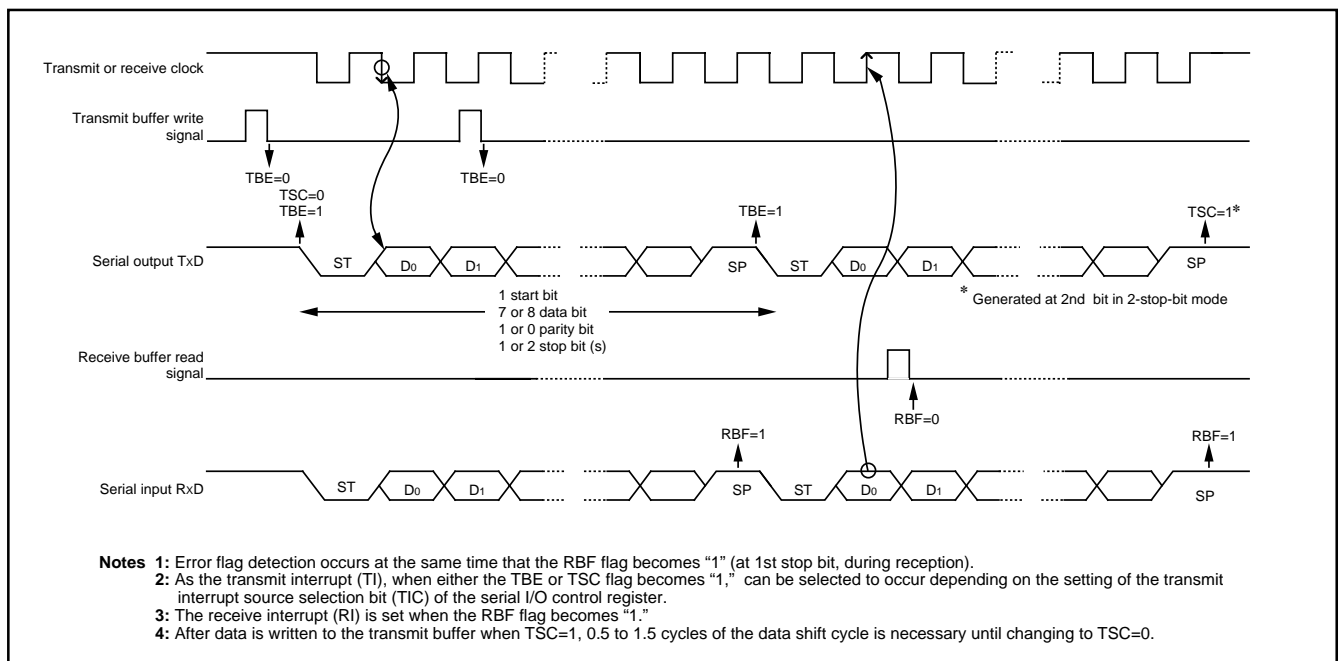 Transmit or receive clock
Transmit buffer write
signal
TBE=0
TSC=0
TBE=1
TBE=0
TBE=1
TSC=1*
Serial output TxD
ST
D0
D1
SP
ST
D0
D1
SP
* Generated at 2nd bit in 2-stop-bit mode
1 start bit
7 or 8 data bit
1 or 0 parity bit
1 or 2 stop bit (s)
Receive buffer read
signal
RBF=0
RBF=1
RBF=1
Serial input RxD
ST
D0
D1
SP
ST
D0
D1
SP
Notes 1: Error flag detection occurs at the same time that the RBF flag becomes “1” (at 1st stop bit, during reception).
2: As the transmit interrupt (TI), when either the TBE or TSC flag becomes “1,” can be selected to occur depending on the setting of the transmit
interrupt source selection bit (TIC) of the serial I/O control register.
3: The receive interrupt (RI) is set when the RBF flag becomes “1.”
4: After data is written to the transmit buffer when TSC=1, 0.5 to 1.5 cycles of the data shift cycle is necessary until changing to TSC=0.